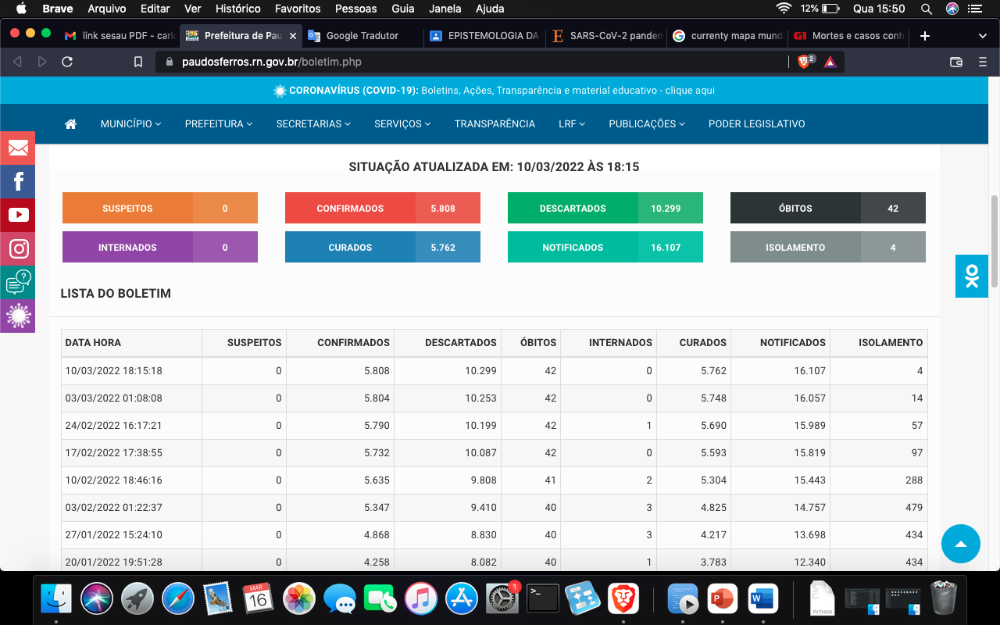 Brave Arquivo Editar Ver Histórico Favoritos Pessoas Guia Janela Ajuda 12% Qua 15:50
link sesau PDF - carl Prefeitura de Pau Google Tradutor EPISTEMOLOGIA DA SARS-CoV-2 pandem currenty mapa mund G1 Mortes e casos conh
paudosferros.rn.gov.br/boletim.php 2
CORONAVÍRUS (COVID-19): Boletins, Ações, Transparência e material educativo - clique aqui
MUNICÍPIO PREFEITURA SECRETARIAS SERVIÇOS TRANSPARÊNCIA LRF PUBLICAÇÕES PODER LEGISLATIVO
SITUAÇÃO ATUALIZADA EM: 10/03/2022 ÀS 18:15
SUSPEITOS 0 CONFIRMADOS 5.808 DESCARTADOS 10.299 ÓBITOS 42
INTERNADOS 0 CURADOS 5.762 NOTIFICADOS 16.107 ISOLAMENTO 4
LISTA DO BOLETIM
DATA HORA SUSPEITOS CONFIRMADOS DESCARTADOS ÓBITOS INTERNADOS CURADOS NOTIFICADOS ISOLAMENTO
10/03/2022 18:15:18 0 5.808 10.299 42 0 5.762 16.107 4
03/03/2022 01:08:08 0 5.804 10.253 42 0 5.748 16.057 14
24/02/2022 16:17:21 0 5.790 10.199 42 1 5.690 15.989 57
17/02/2022 17:38:55 0 5.732 10.087 42 0 5.593 15.819 97
10/02/2022 18:46:16 0 5.635 9.808 41 2 5.304 15.443 288
03/02/2022 01:22:37 0 5.347 9.410 40 3 4.825 14.757 479
27/01/2022 15:24:10 0 4.868 8.830 40 3 4.217 13.698 434
20/01/2022 19:51:28 0 4.258 8.082 40 1 3.783 12.340 434
MAR
16
1
PYTHON